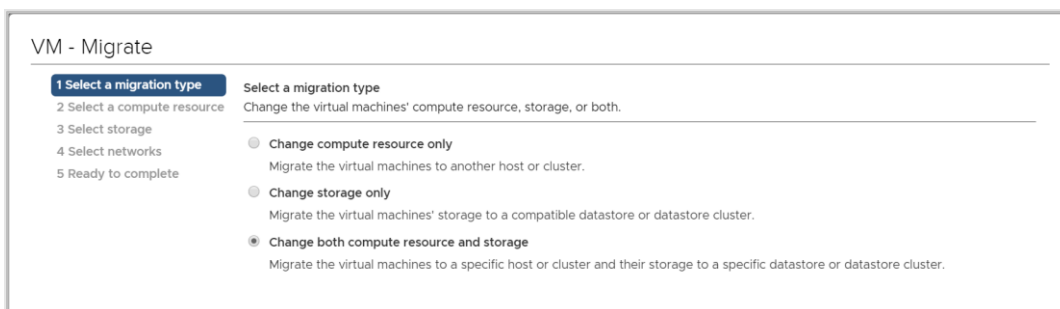 VM - Migrate
1 Select a migration type
2 Select a compute resource
3 Select storage
4 Select networks
5 Ready to complete
Select a migration type
Change the virtual machines' compute resource, storage, or both.
Change compute resource only
Migrate the virtual machines to another host or cluster.
Change storage only
Migrate the virtual machines' storage to a compatible datastore or datastore cluster.
Change both compute resource and storage
Migrate the virtual machines to a specific host or cluster and their storage to a specific datastore or datastore cluster.